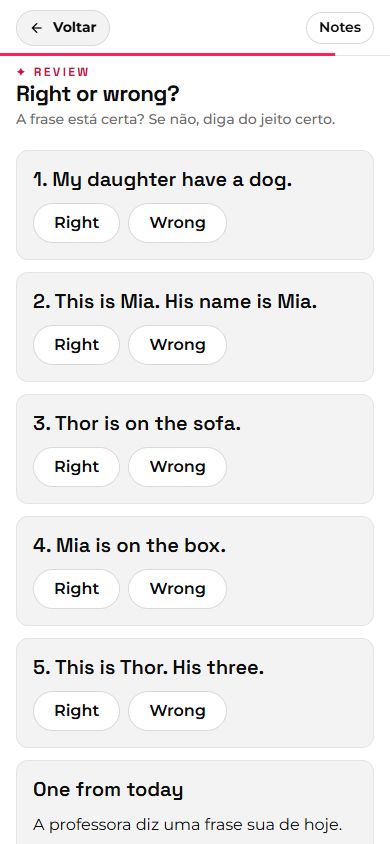 ← Voltar
Notes
✦ REVIEW
Right or wrong?
A frase está certa? Se não, diga do jeito certo.
1. My daughter have a dog.
Right Wrong
2. This is Mia. His name is Mia.
Right Wrong
3. Thor is on the sofa.
Right Wrong
4. Mia is on the box.
Right Wrong
5. This is Thor. His three.
Right Wrong
One from today
A professora diz uma frase sua de hoje.